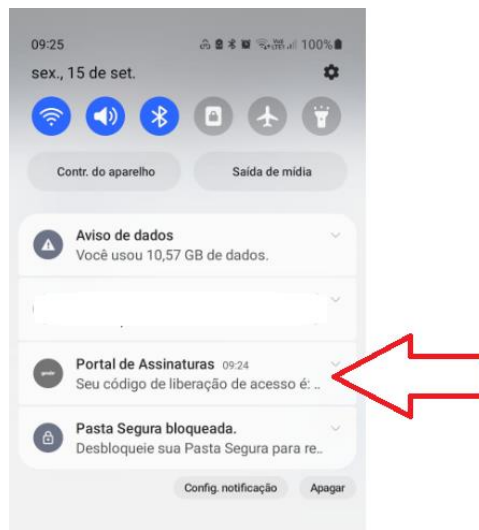 09:25 100%
sex., 15 de set.
Contr. do aparelho Saída de mídia
Aviso de dados
Você usou 10,57 GB de dados.
Portal de Assinaturas 09:24
Seu código de liberação de acesso é: ..
Pasta Segura bloqueada.
Desbloqueie sua Pasta Segura para re..
Config. notificação Apagar